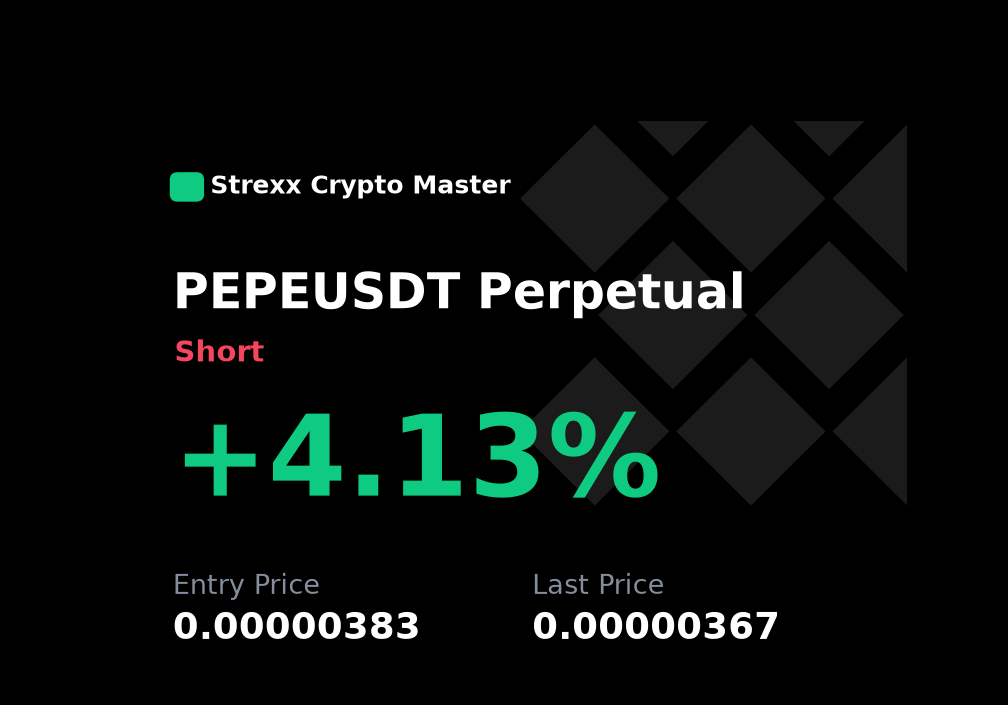 Strexx Crypto Master
PEPEUSDT Perpetual
Short
+4.13%
Entry Price
0.00000383
Last Price
0.00000367